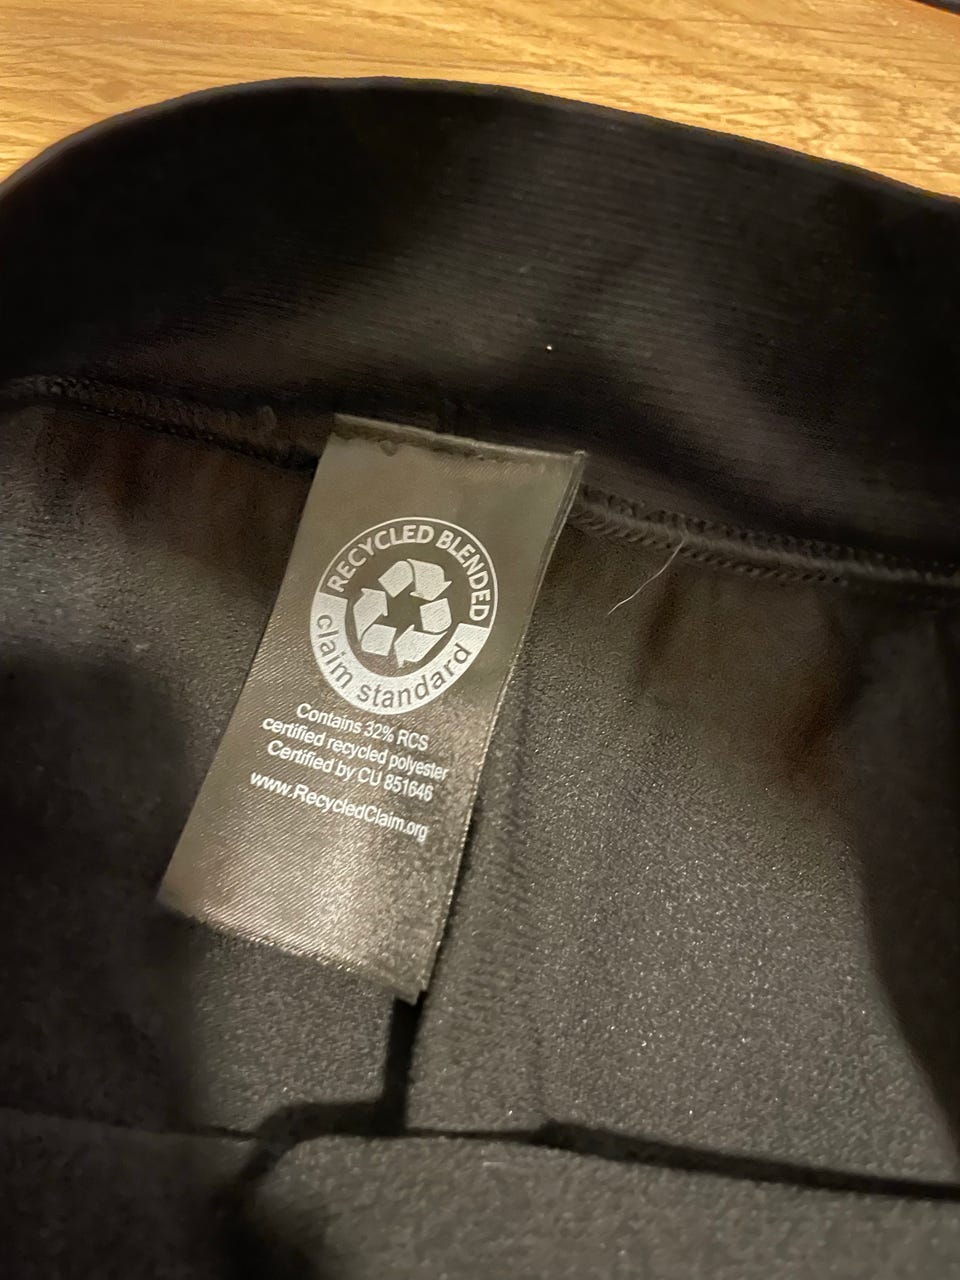 RECYCLED BLENDED
claim standard
Contains 32% RCS
certified recycled polyester
Certified by CU 851646
www.RecycledClaim.org